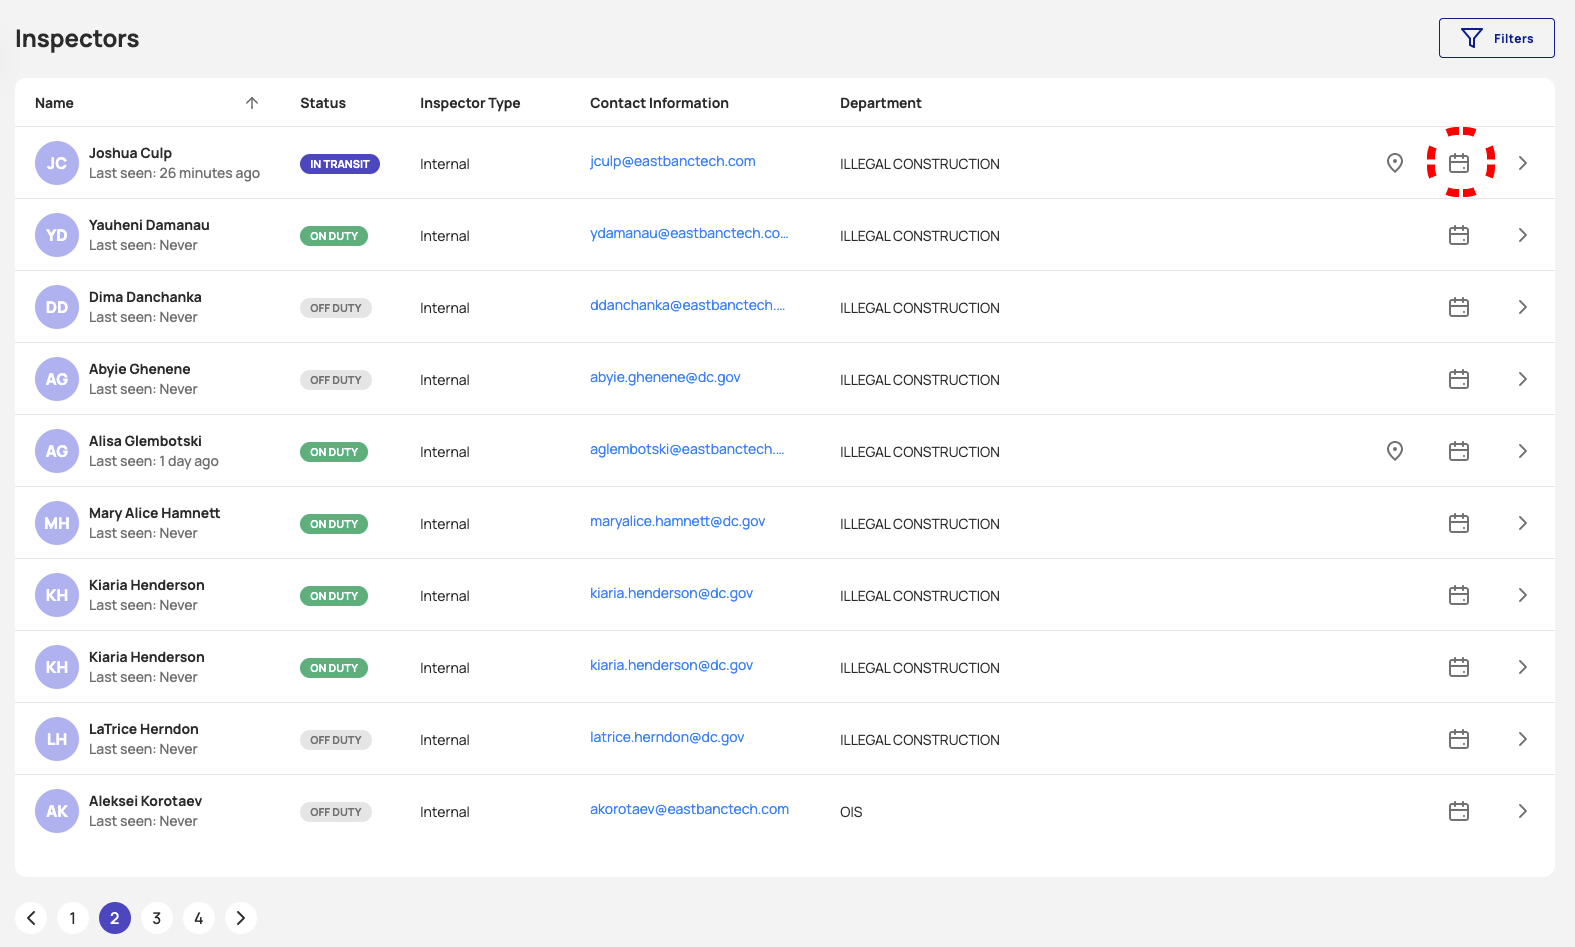 Inspectors
Filters
Name Status Inspector Type Contact Information Department
JC Joshua Culp IN TRANSIT Internal jculp@eastbanctech.com ILLEGAL CONSTRUCTION
Last seen: 26 minutes ago
YD Yauheni Damanau ON DUTY Internal ydamanau@eastbanctech.co... ILLEGAL CONSTRUCTION
Last seen: Never
DD Dima Danchanka OFF DUTY Internal ddanchanka@eastbanctech.... ILLEGAL CONSTRUCTION
Last seen: Never
AG Abyie Ghenene OFF DUTY Internal abyie.ghenene@dc.gov ILLEGAL CONSTRUCTION
Last seen: Never
AG Alisa Glembotski ON DUTY Internal aglembotski@eastbanctech.... ILLEGAL CONSTRUCTION
Last seen: 1 day ago
MH Mary Alice Hamnett ON DUTY Internal maryalice.hamnett@dc.gov ILLEGAL CONSTRUCTION
Last seen: Never
KH Kiaria Henderson ON DUTY Internal kiaria.henderson@dc.gov ILLEGAL CONSTRUCTION
Last seen: Never
KH Kiaria Henderson ON DUTY Internal kiaria.henderson@dc.gov ILLEGAL CONSTRUCTION
Last seen: Never
LH LaTrice Herndon OFF DUTY Internal latrice.herndon@dc.gov ILLEGAL CONSTRUCTION
Last seen: Never
AK Aleksei Korotaev OFF DUTY Internal akorotaev@eastbanctech.com OIS
Last seen: Never
1 2 3 4